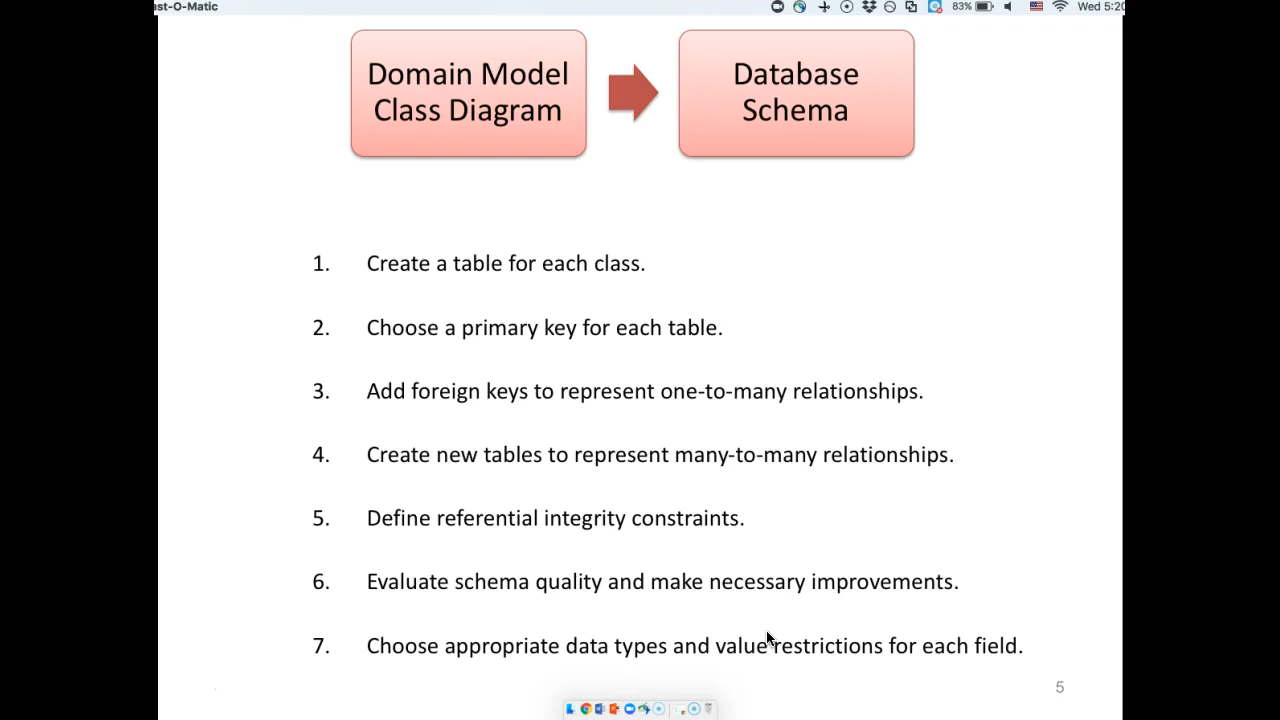 ast-O-Matic
83%
Wed 5:20
Domain Model
Class Diagram
Database
Schema
1. Create a table for each class.
2. Choose a primary key for each table.
3. Add foreign keys to represent one-to-many relationships.
4. Create new tables to represent many-to-many relationships.
5. Define referential integrity constraints.
6. Evaluate schema quality and make necessary improvements.
7. Choose appropriate data types and value restrictions for each field.
5